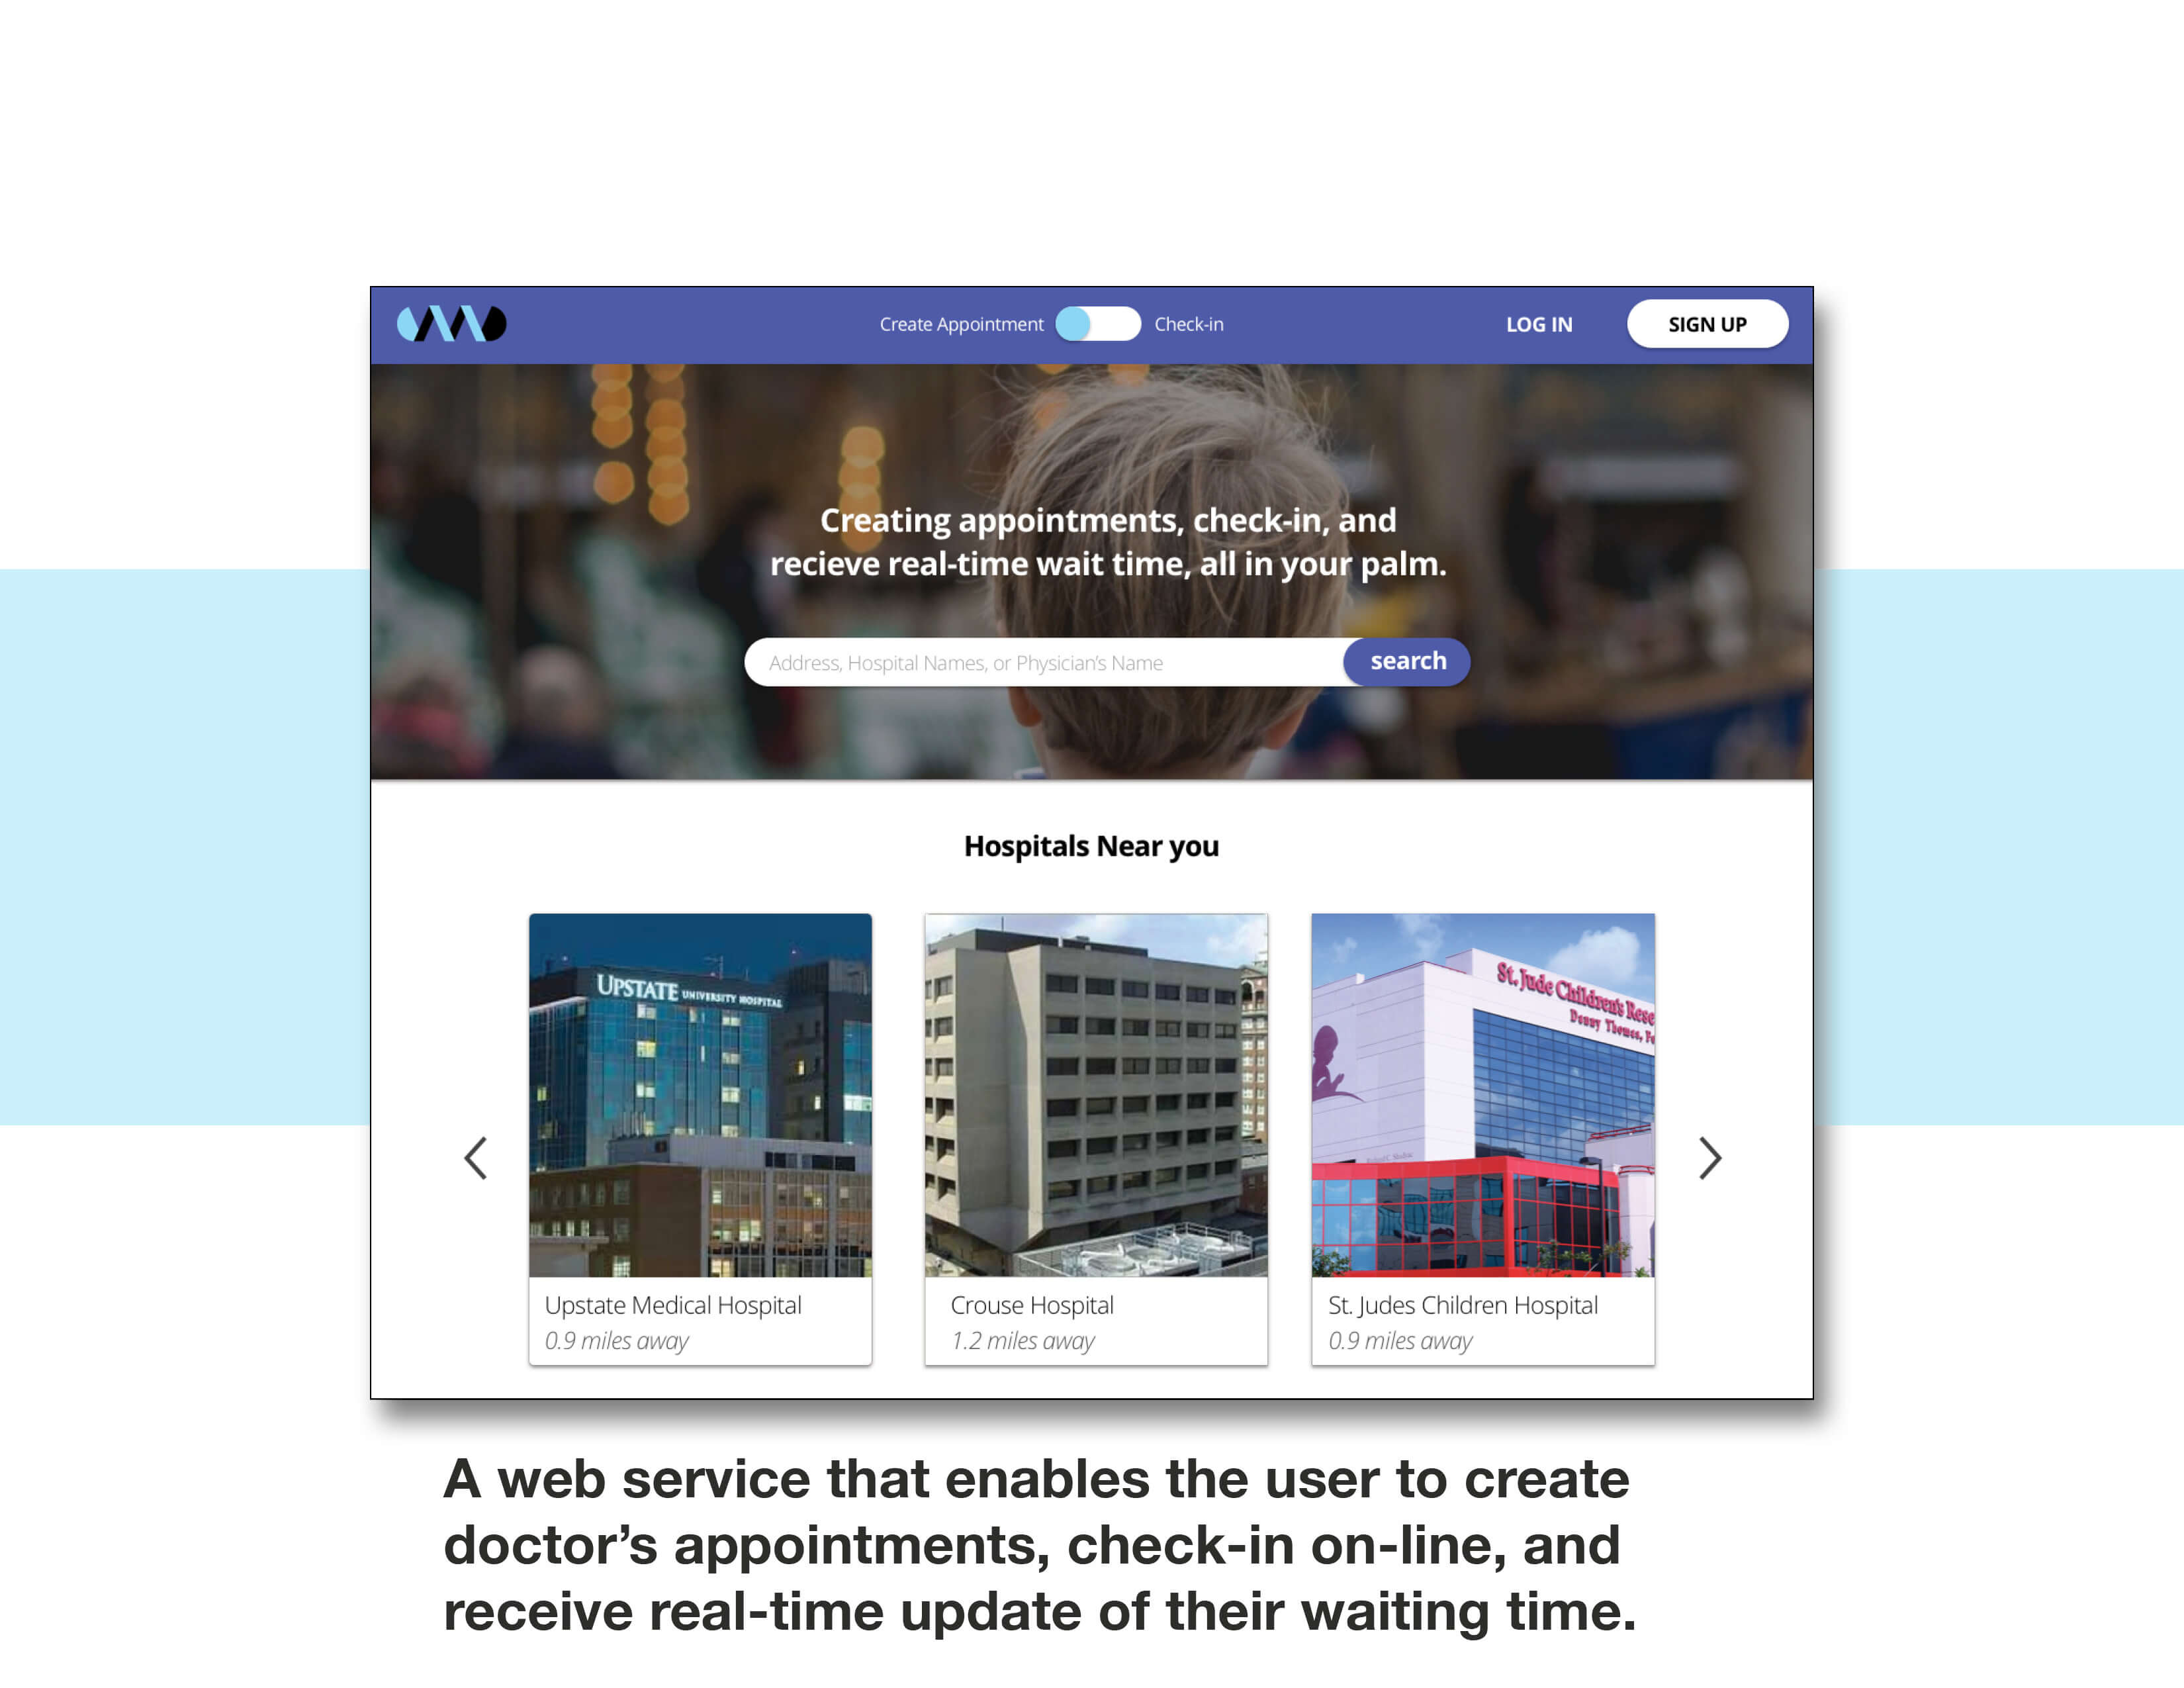 Create Appointment Check-in LOG IN SIGN UP
Creating appointments, check-in, and
recieve real-time wait time, all in your palm.
Address, Hospital Names, or Physician's Name search
Hospitals Near you
UPSTATE UNIVERSITY HOSPITAL
St. Jude Children's Rese
Danny Thomas, Fo
Upstate Medical Hospital
0.9 miles away
Crouse Hospital
1.2 miles away
St. Judes Children Hospital
0.9 miles away
A web service that enables the user to create
doctor’s appointments, check-in on-line, and
receive real-time update of their waiting time.